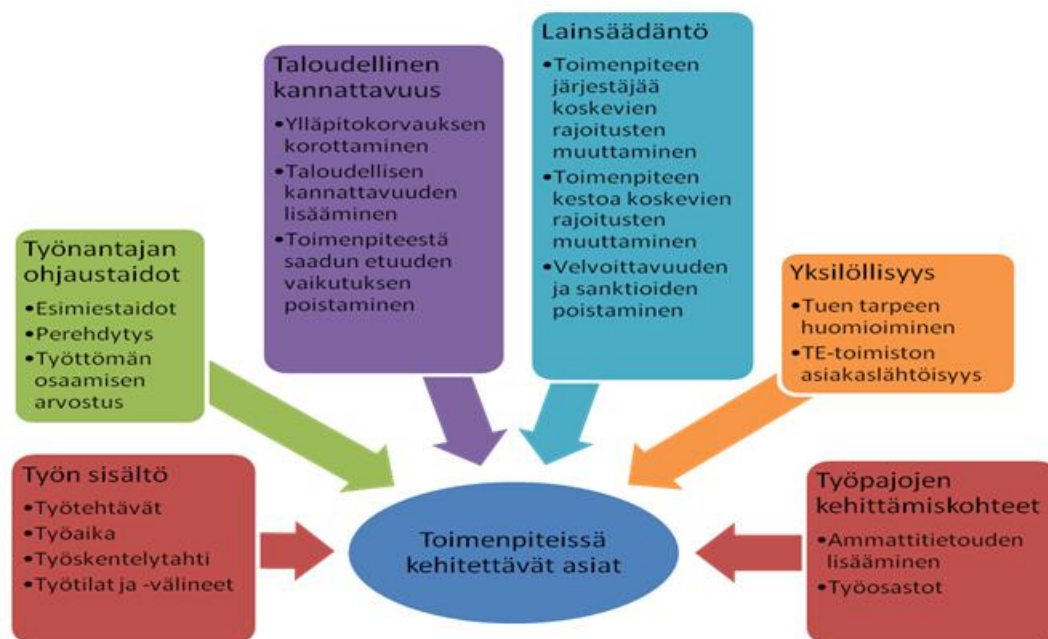 Työn sisältö
•Työtehtävät
•Työaika
•Työskentelytahti
•Työtilat ja -välineet
Työnantajan
ohjaustaidot
•Esimiestaidot
•Perehdytys
•Työttömän
osaamisen
arvostus
Taloudellinen
kannattavuus
•Ylläpitokorvauksen
korottaminen
•Taloudellisen
kannattavuuden
lisääminen
•Toimenpiteestä
saadun etuuden
vaikutuksen
poistaminen
Lainsäädäntö
•Toimenpiteen
järjestäjää
koskevien
rajoitusten
muuttaminen
•Toimenpiteen
kestoa koskevien
rajoitusten
muuttaminen
•Velvoittavuuden
ja sanktioiden
poistaminen
Yksilöllisyys
•Tuen tarpeen
huomioiminen
•TE-toimiston
asiakaslähtöisyys
Työpajojen
kehittämiskohteet
•Ammattitietouden
lisääminen
•Työosastot
Toimenpiteissä
kehitettävät asiat